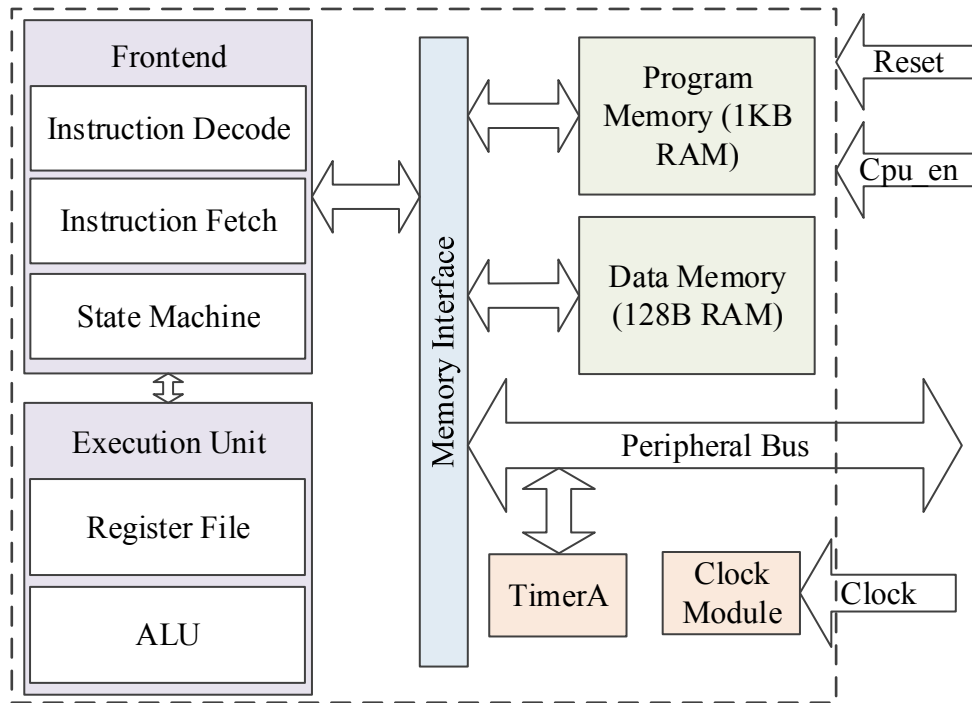 Frontend
Instruction Decode
Instruction Fetch
State Machine
Execution Unit
Register File
ALU
Memory Interface
Program
Memory (1KB
RAM)
Data Memory
(128B RAM)
Peripheral Bus
TimerA
Clock
Module
Reset
Cpu_en
Clock